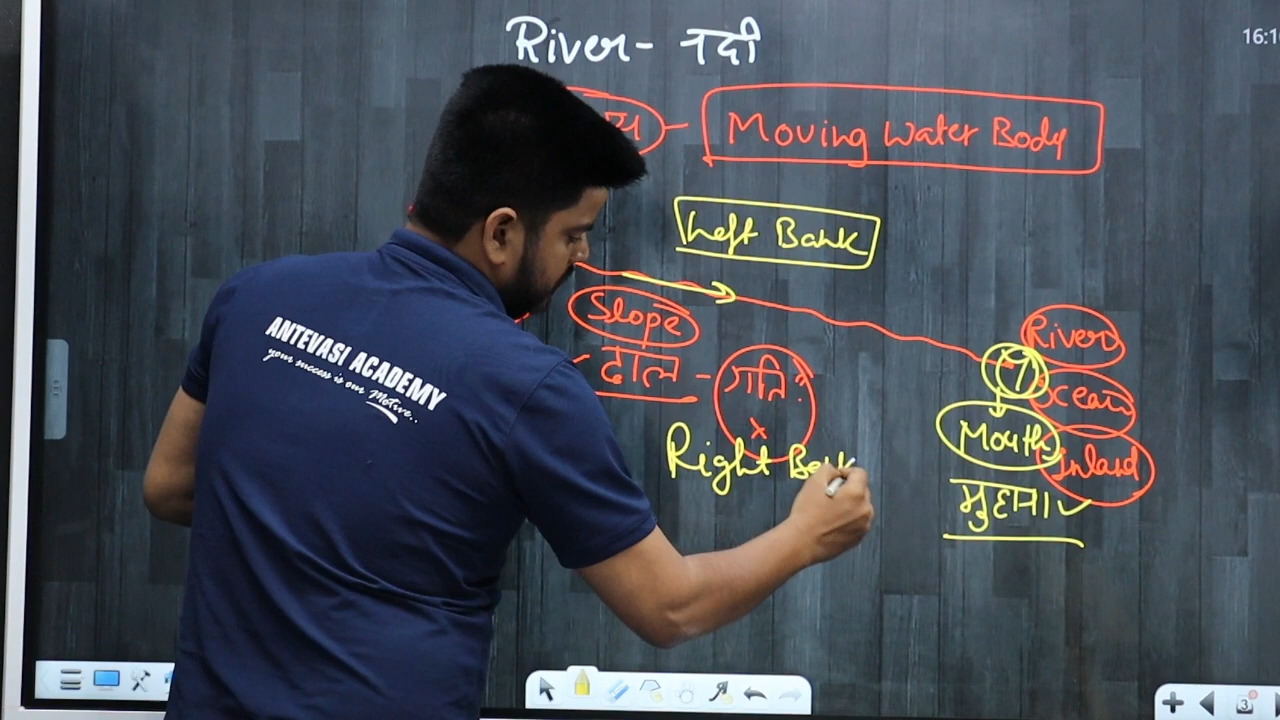 River- नदी
16:1
Moving Water Body
Left Bank
Slope
River
ढाल - गति
Ocean
x
Mouth
Right Bank
Inland
मुहाना
ANTEVASI ACADEMY
your success is our Motive..
3